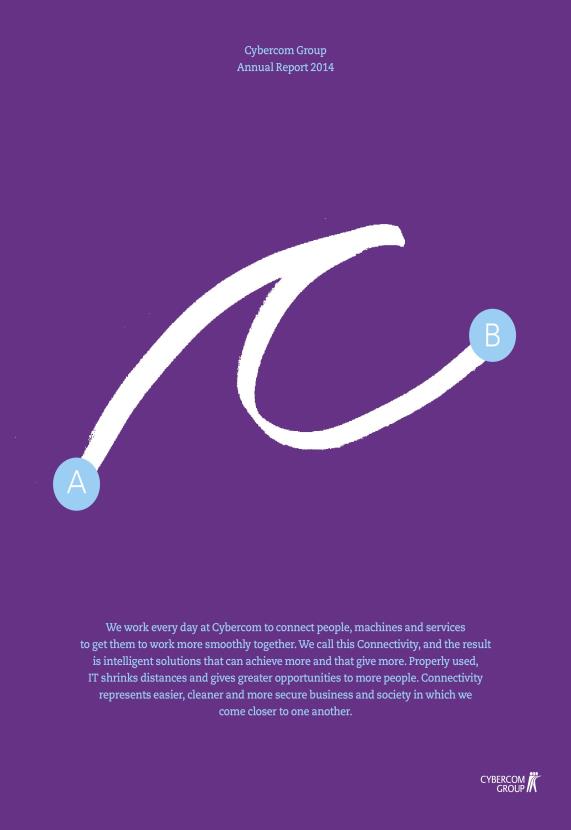 Cybercom Group
Annual Report 2014
B
A
We work every day at Cybercom to connect people, machines and services
to get them to work more smoothly together. We call this Connectivity, and the result
is intelligent solutions that can achieve more and that give more. Properly used,
IT shrinks distances and gives greater opportunities to more people. Connectivity
represents easier, cleaner and more secure business and society in which we
come closer to one another.
CYBERCOM
GROUP